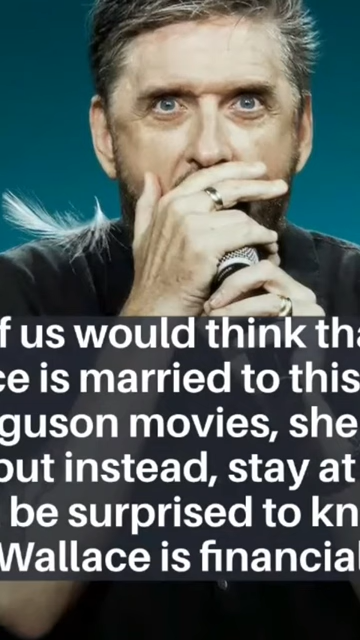 f us would think tha
ce is married to this
guson movies, she
but instead, stay at
be surprised to kn
Wallace is financial